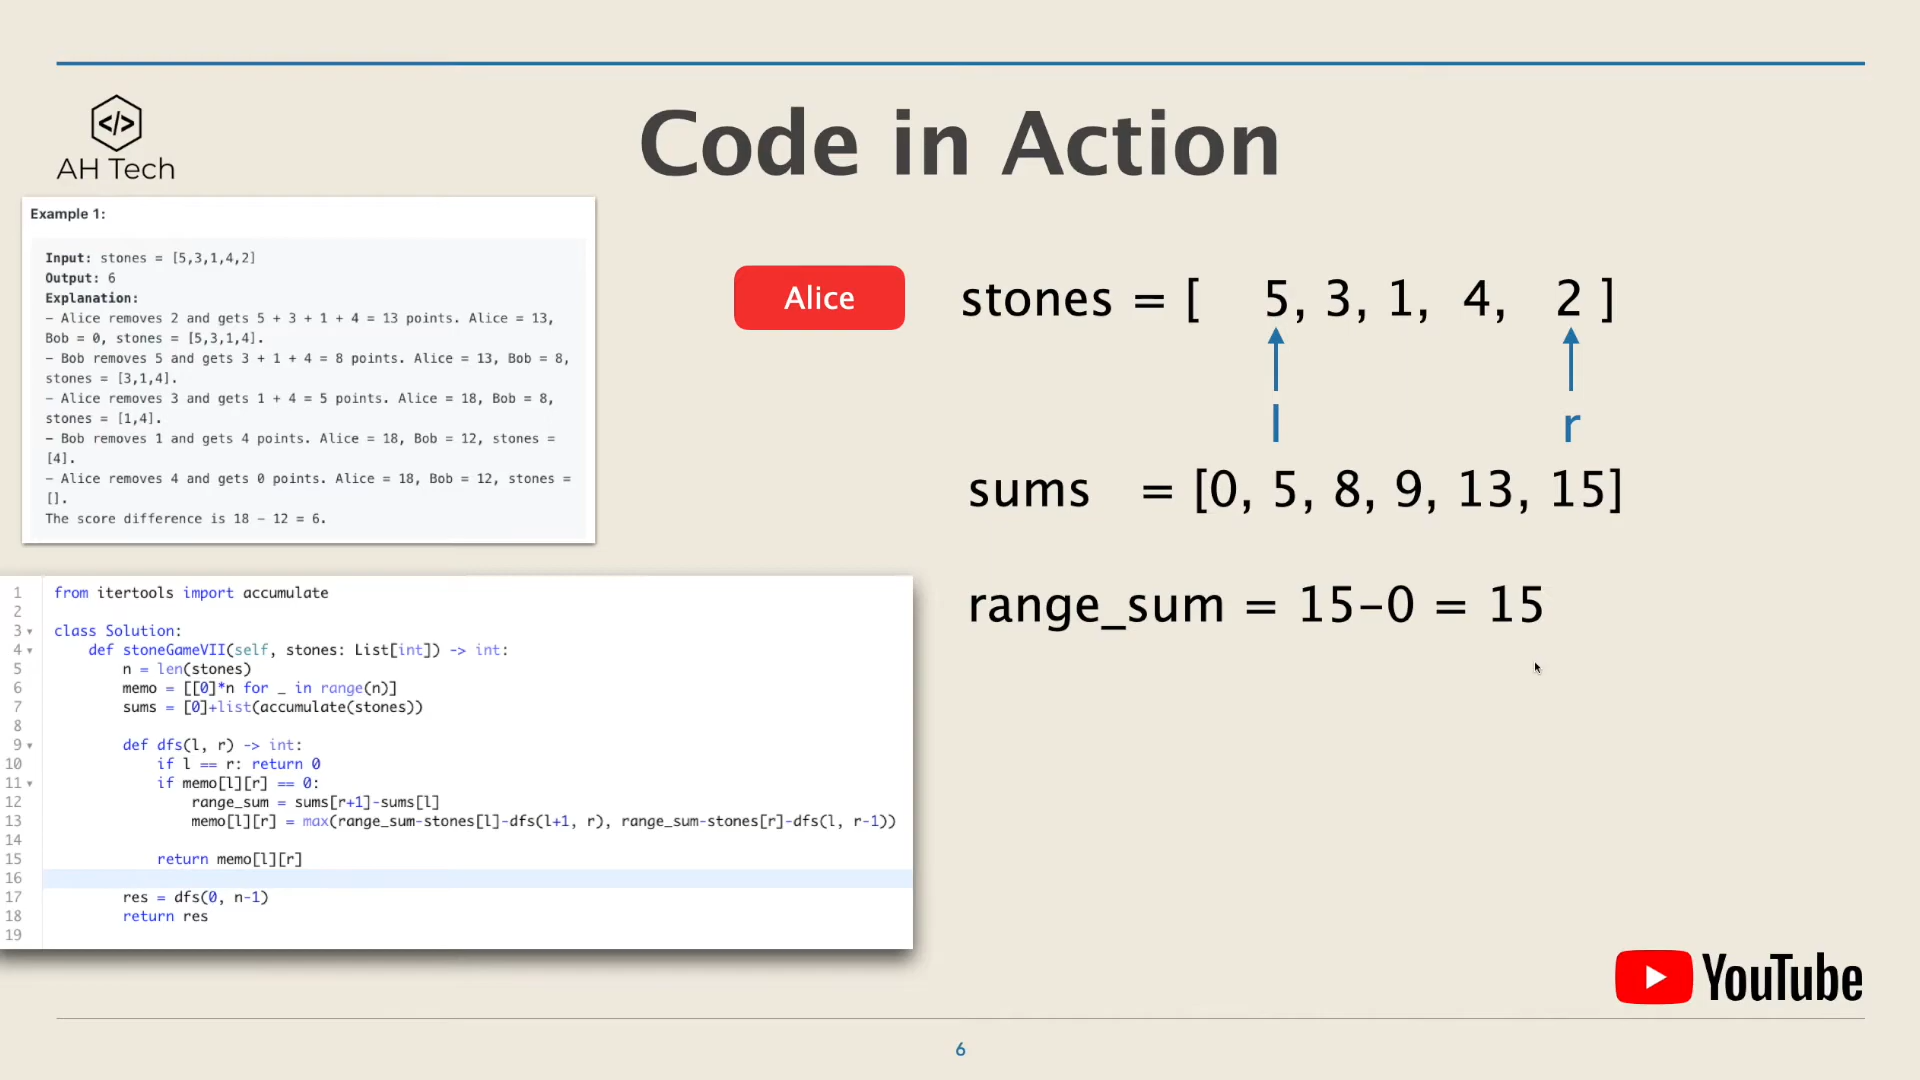 </>
AH Tech
Code in Action
Example 1:
Input: stones = [5,3,1,4,2]
Output: 6
Explanation:
- Alice removes 2 and gets 5 + 3 + 1 + 4 = 13 points. Alice = 13,
Bob = 0, stones = [5,3,1,4].
- Bob removes 5 and gets 3 + 1 + 4 = 8 points. Alice = 13, Bob = 8,
stones = [3,1,4].
- Alice removes 3 and gets 1 + 4 = 5 points. Alice = 18, Bob = 8,
stones = [1,4].
- Bob removes 1 and gets 4 points. Alice = 18, Bob = 12, stones =
[4].
- Alice removes 4 and gets 0 points. Alice = 18, Bob = 12, stones =
[].
The score difference is 18 - 12 = 6.
Alice
stones = [ 5, 3, 1, 4, 2 ]
l r
sums = [0, 5, 8, 9, 13, 15]
range_sum = 15-0 = 15
1 from itertools import accumulate
2
3 class Solution:
4 def stoneGameVII(self, stones: List[int]) -> int:
5 n = len(stones)
6 memo = [[0]*n for _ in range(n)]
7 sums = [0]+list(accumulate(stones))
8
9 def dfs(l, r) -> int:
10 if l == r: return 0
11 if memo[l][r] == 0:
12 range_sum = sums[r+1]-sums[l]
13 memo[l][r] = max(range_sum-stones[l]-dfs(l+1, r), range_sum-stones[r]-dfs(l, r-1))
14
15 return memo[l][r]
16
17 res = dfs(0, n-1)
18 return res
19
YouTube
6